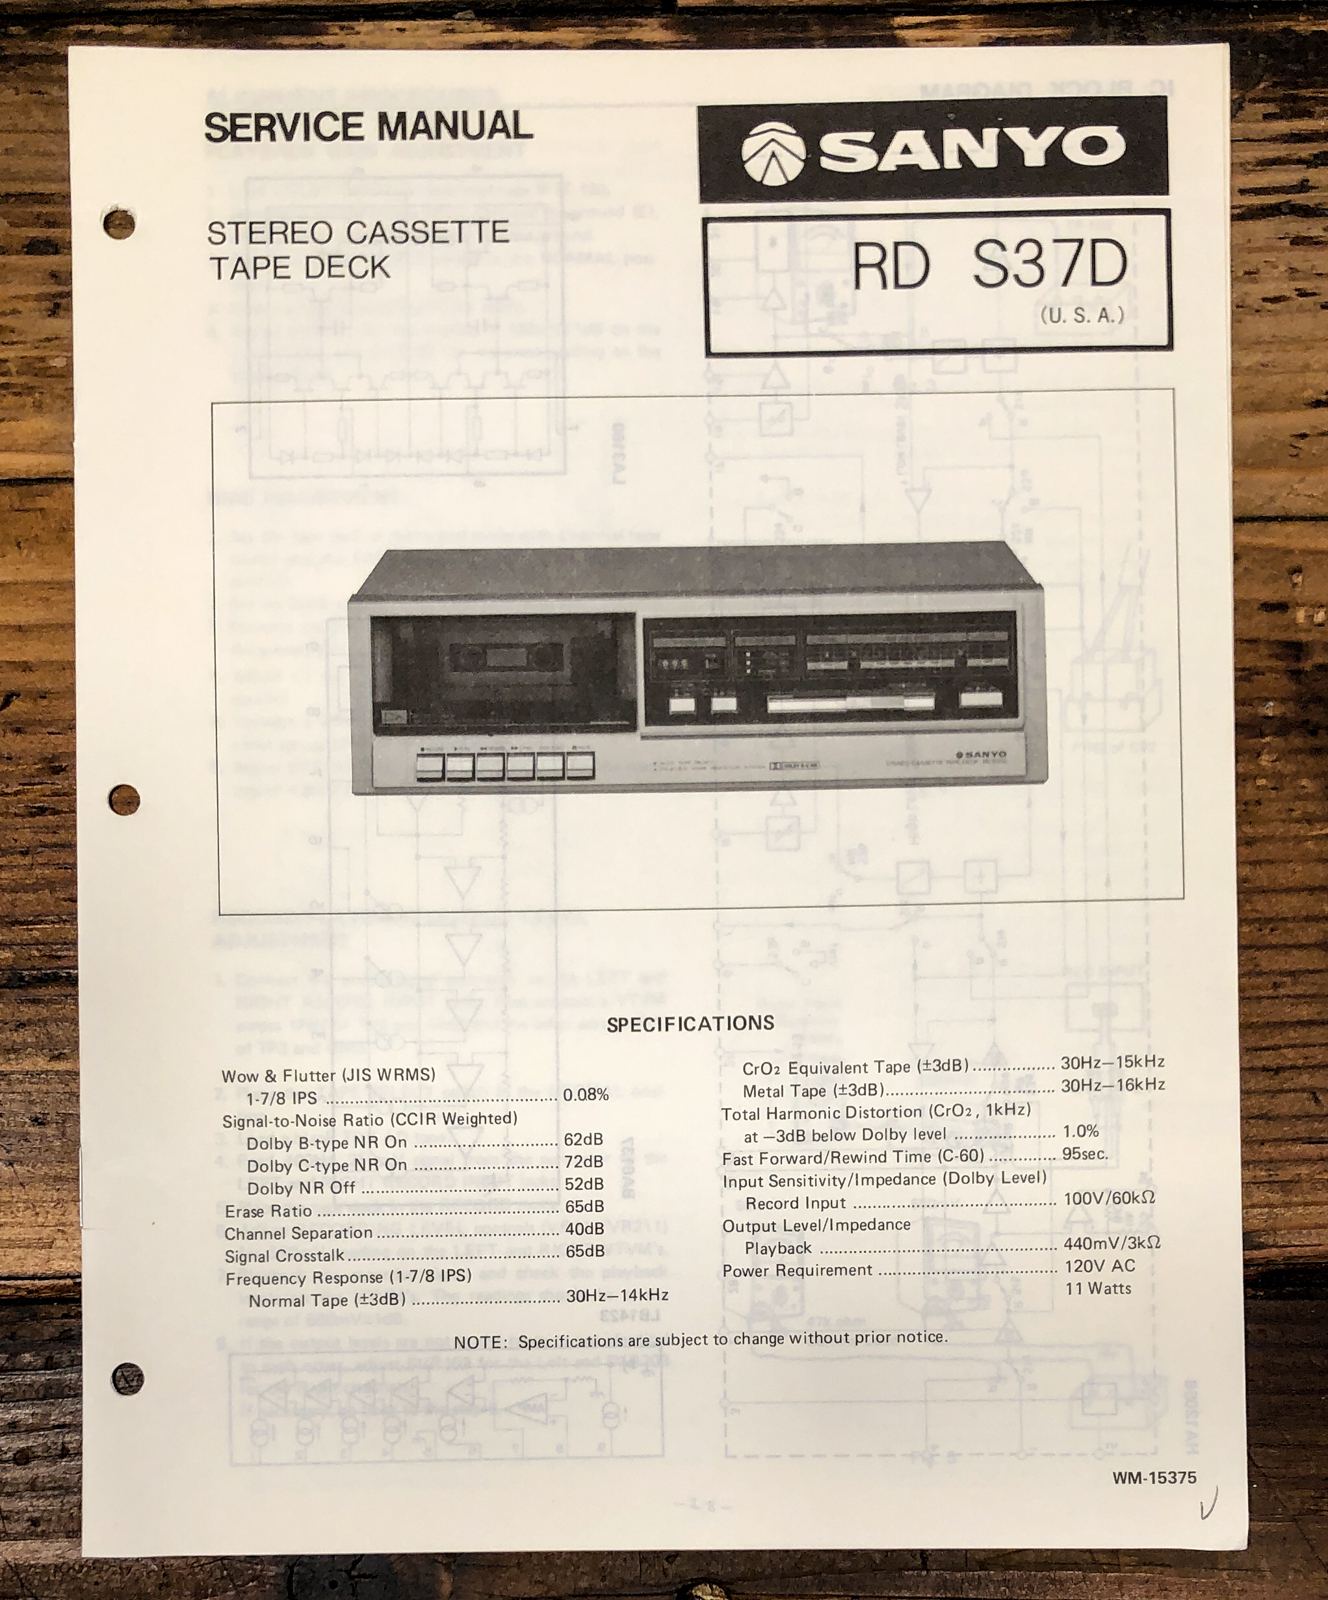 SERVICE MANUAL
SANYO
STEREO CASSETTE
TAPE DECK
RD S37D
(U. S. A.)
SANYO
SPECIFICATIONS
Wow & Flutter (JIS WRMS)
1-7/8 IPS ........................................ 0.08%
Signal-to-Noise Ratio (CCIR Weighted)
Dolby B-type NR On ......................... 62dB
Dolby C-type NR On ......................... 72dB
Dolby NR Off ................................... 52dB
Erase Ratio ........................................... 65dB
Channel Separation ................................ 40dB
Signal Crosstalk ..................................... 65dB
Frequency Response (1-7/8 IPS)
Normal Tape (±3dB) .......................... 30Hz–14kHz
CrO2 Equivalent Tape (±3dB) .............. 30Hz–15kHz
Metal Tape (±3dB) ............................. 30Hz–16kHz
Total Harmonic Distortion (CrO2, 1kHz)
at –3dB below Dolby level .................. 1.0%
Fast Forward/Rewind Time (C-60) ............ 95sec.
Input Sensitivity/Impedance (Dolby Level)
Record Input ................................... 100V/60kΩ
Output Level/Impedance
Playback ......................................... 440mV/3kΩ
Power Requirement ............................... 120V AC
11 Watts
NOTE: Specifications are subject to change without prior notice.
WM-15375